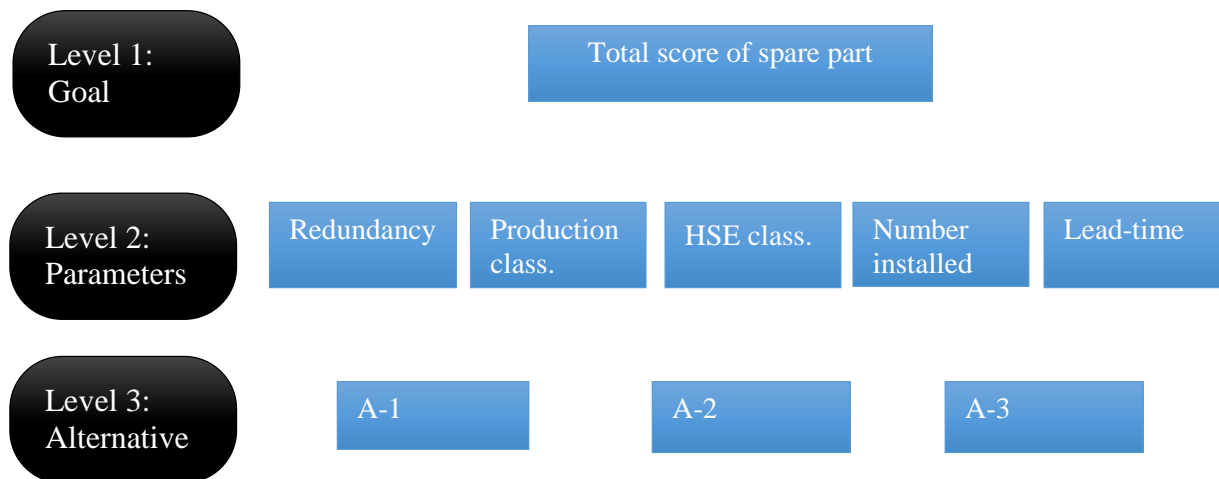 Level 1:
Goal
Total score of spare part
Level 2:
Parameters
Redundancy
Production
class.
HSE class.
Number
installed
Lead-time
Level 3:
Alternative
A-1
A-2
A-3